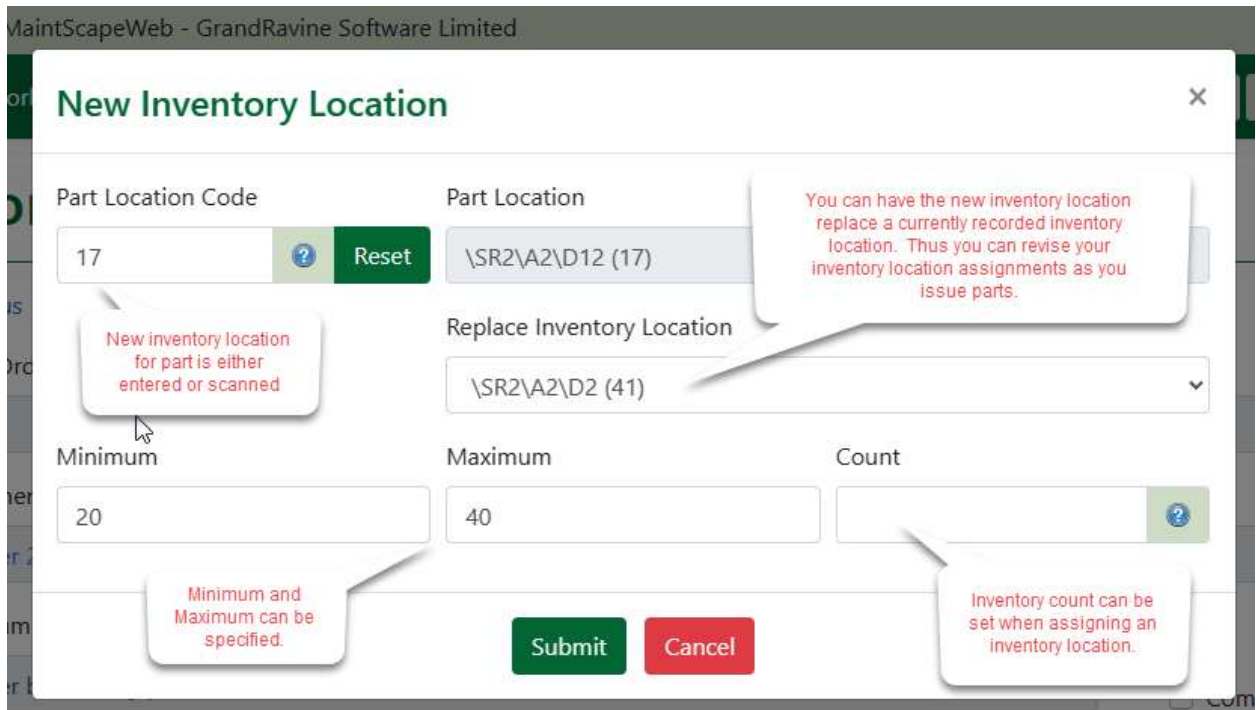 MaintScapeWeb - GrandRavine Software Limited
New Inventory Location
×
Part Location Code
Part Location
17
Reset
\SR2\A2\D12 (17)
You can have the new inventory location
replace a currently recorded inventory
location. Thus you can revise your
inventory location assignments as you
issue parts.
New inventory location
for part is either
entered or scanned
Replace Inventory Location
\SR2\A2\D2 (41)
Minimum
Maximum
Count
20
40
Minimum and
Maximum can be
specified.
Inventory count can be
set when assigning an
inventory location.
Submit
Cancel